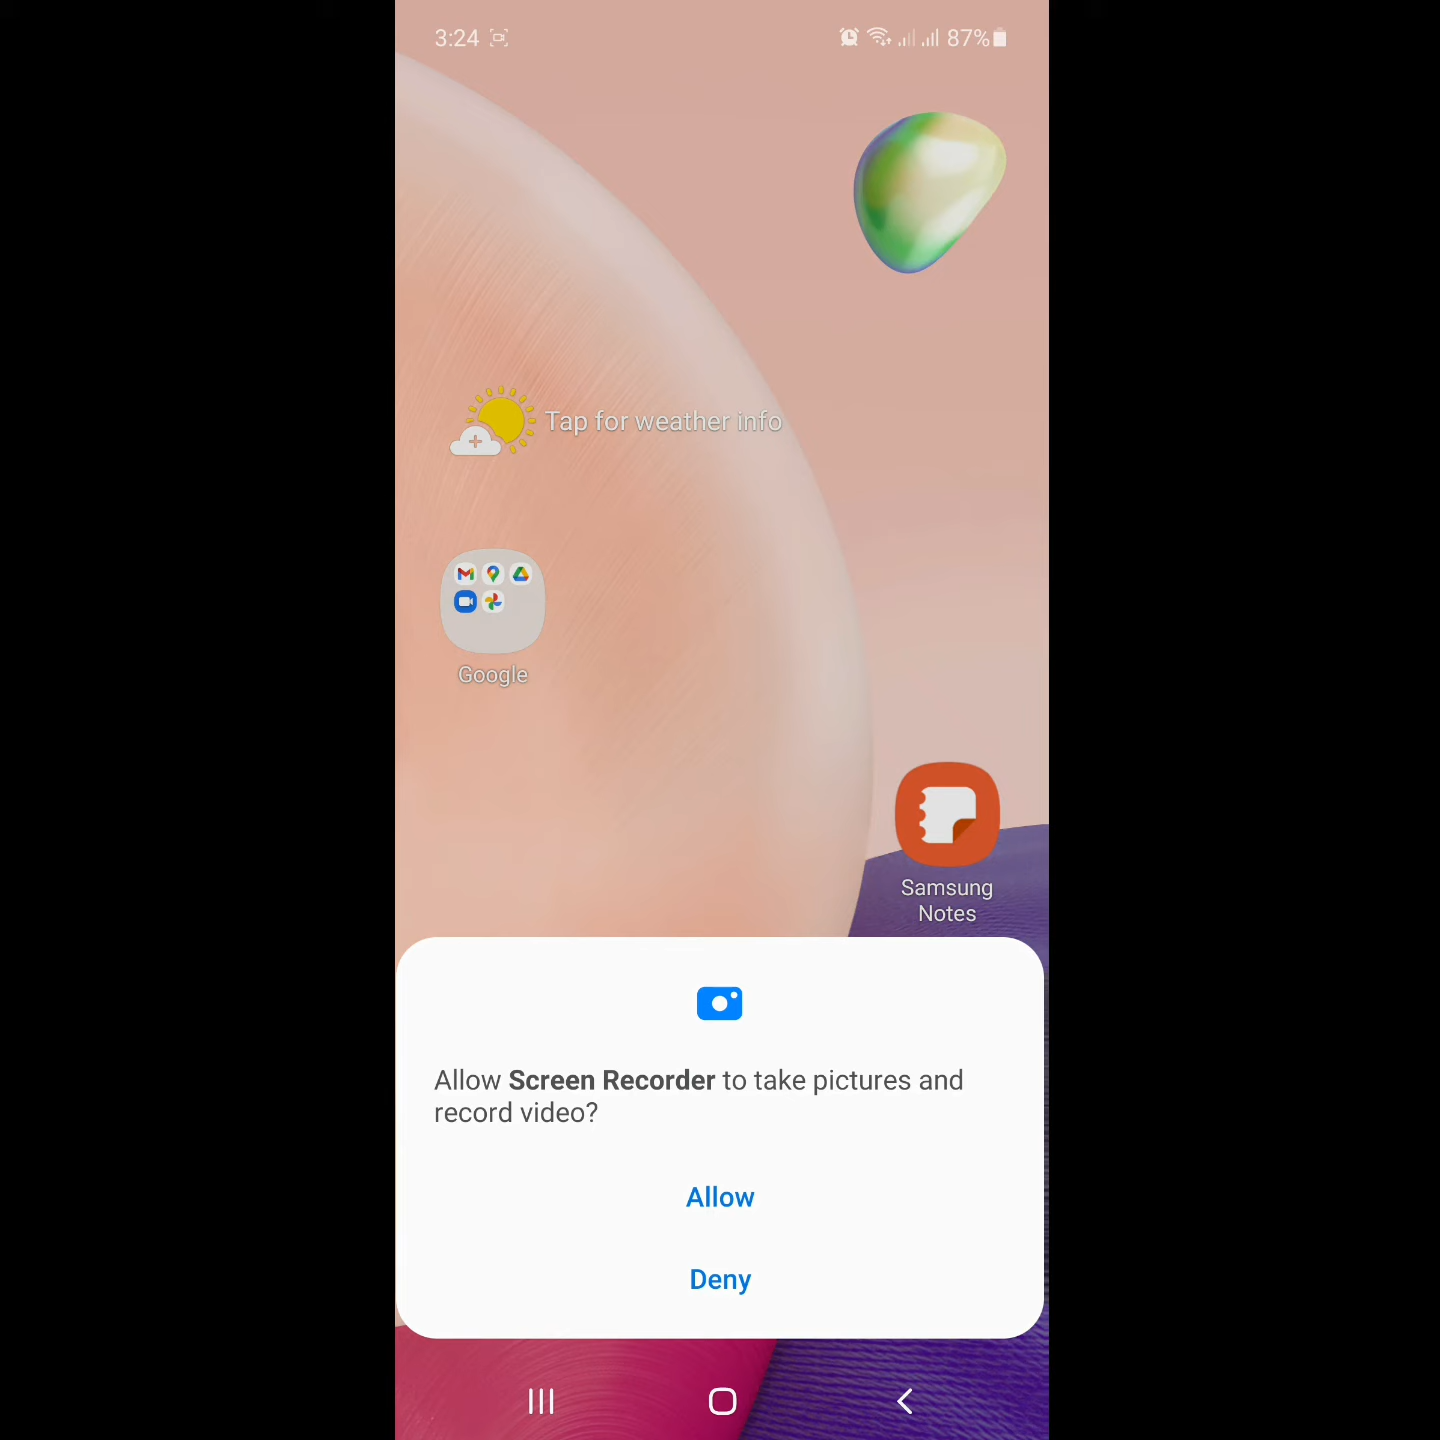 3:24
87%
Tap for weather info
Google
Samsung
Notes
Allow Screen Recorder to take pictures and
record video?
Allow
Deny